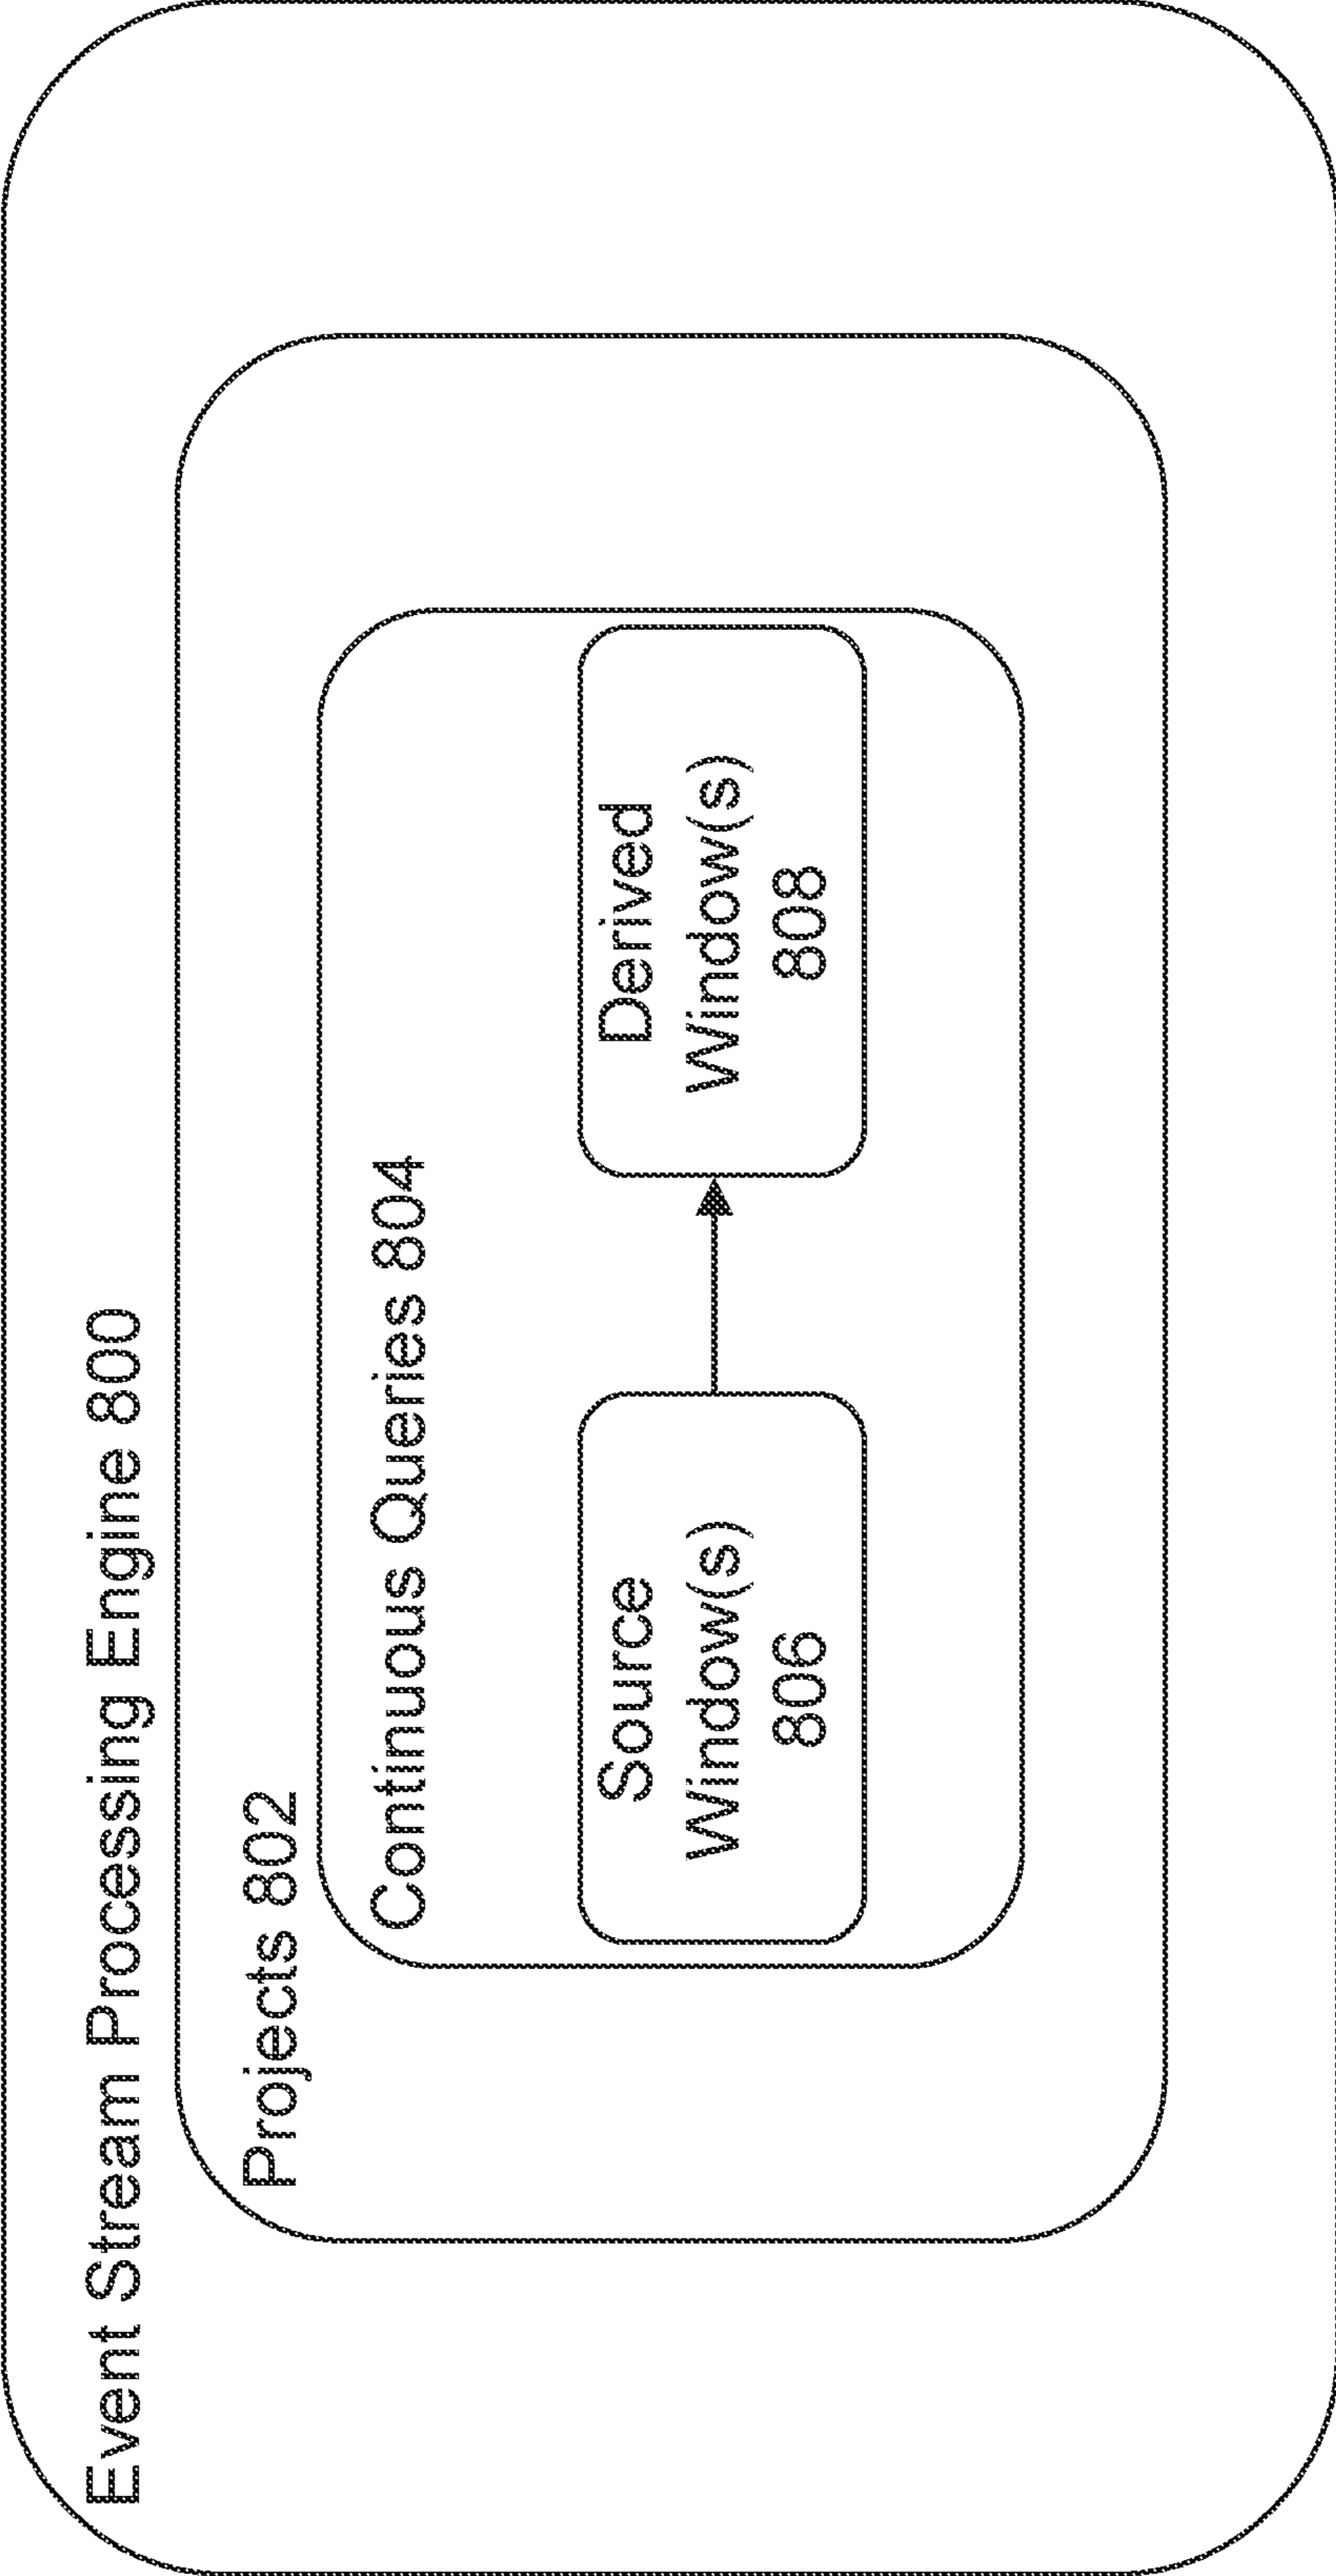 Event Stream Processing Engine 800
Projects 802
Continuous Queries 804
Source
Window(s)
806
Derived
Window(s)
808